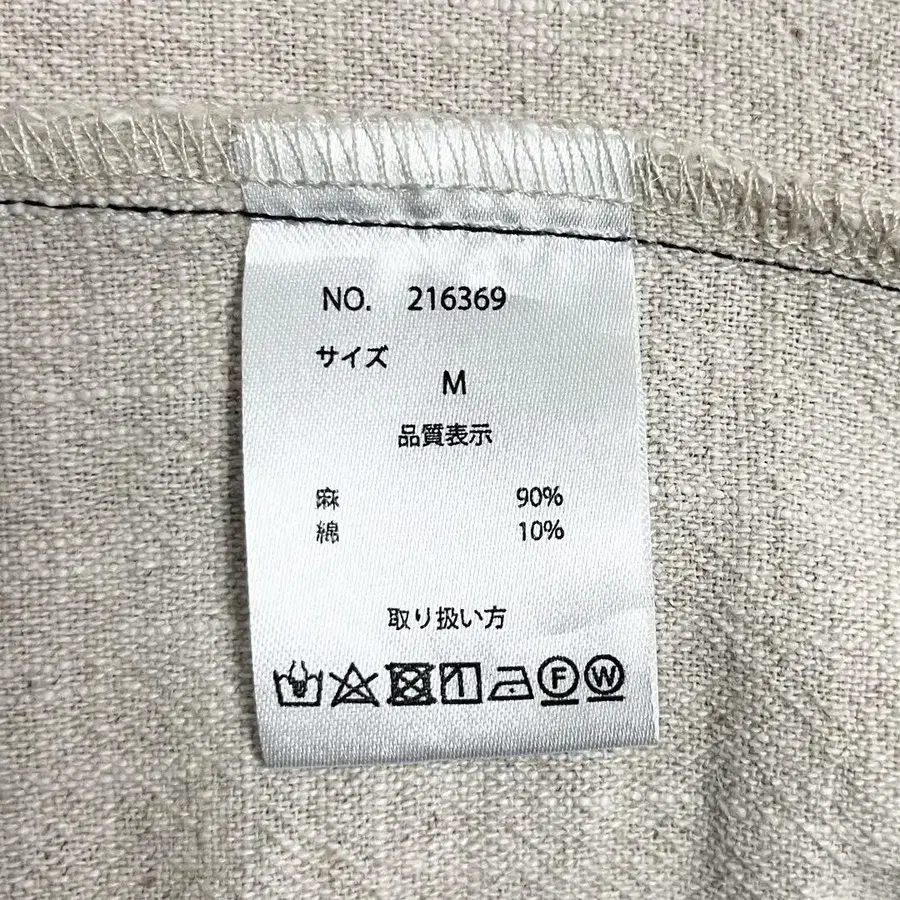 NO. 216369
サイズ
M
品質表示
麻 90%
綿 10%
取り扱い方
F W